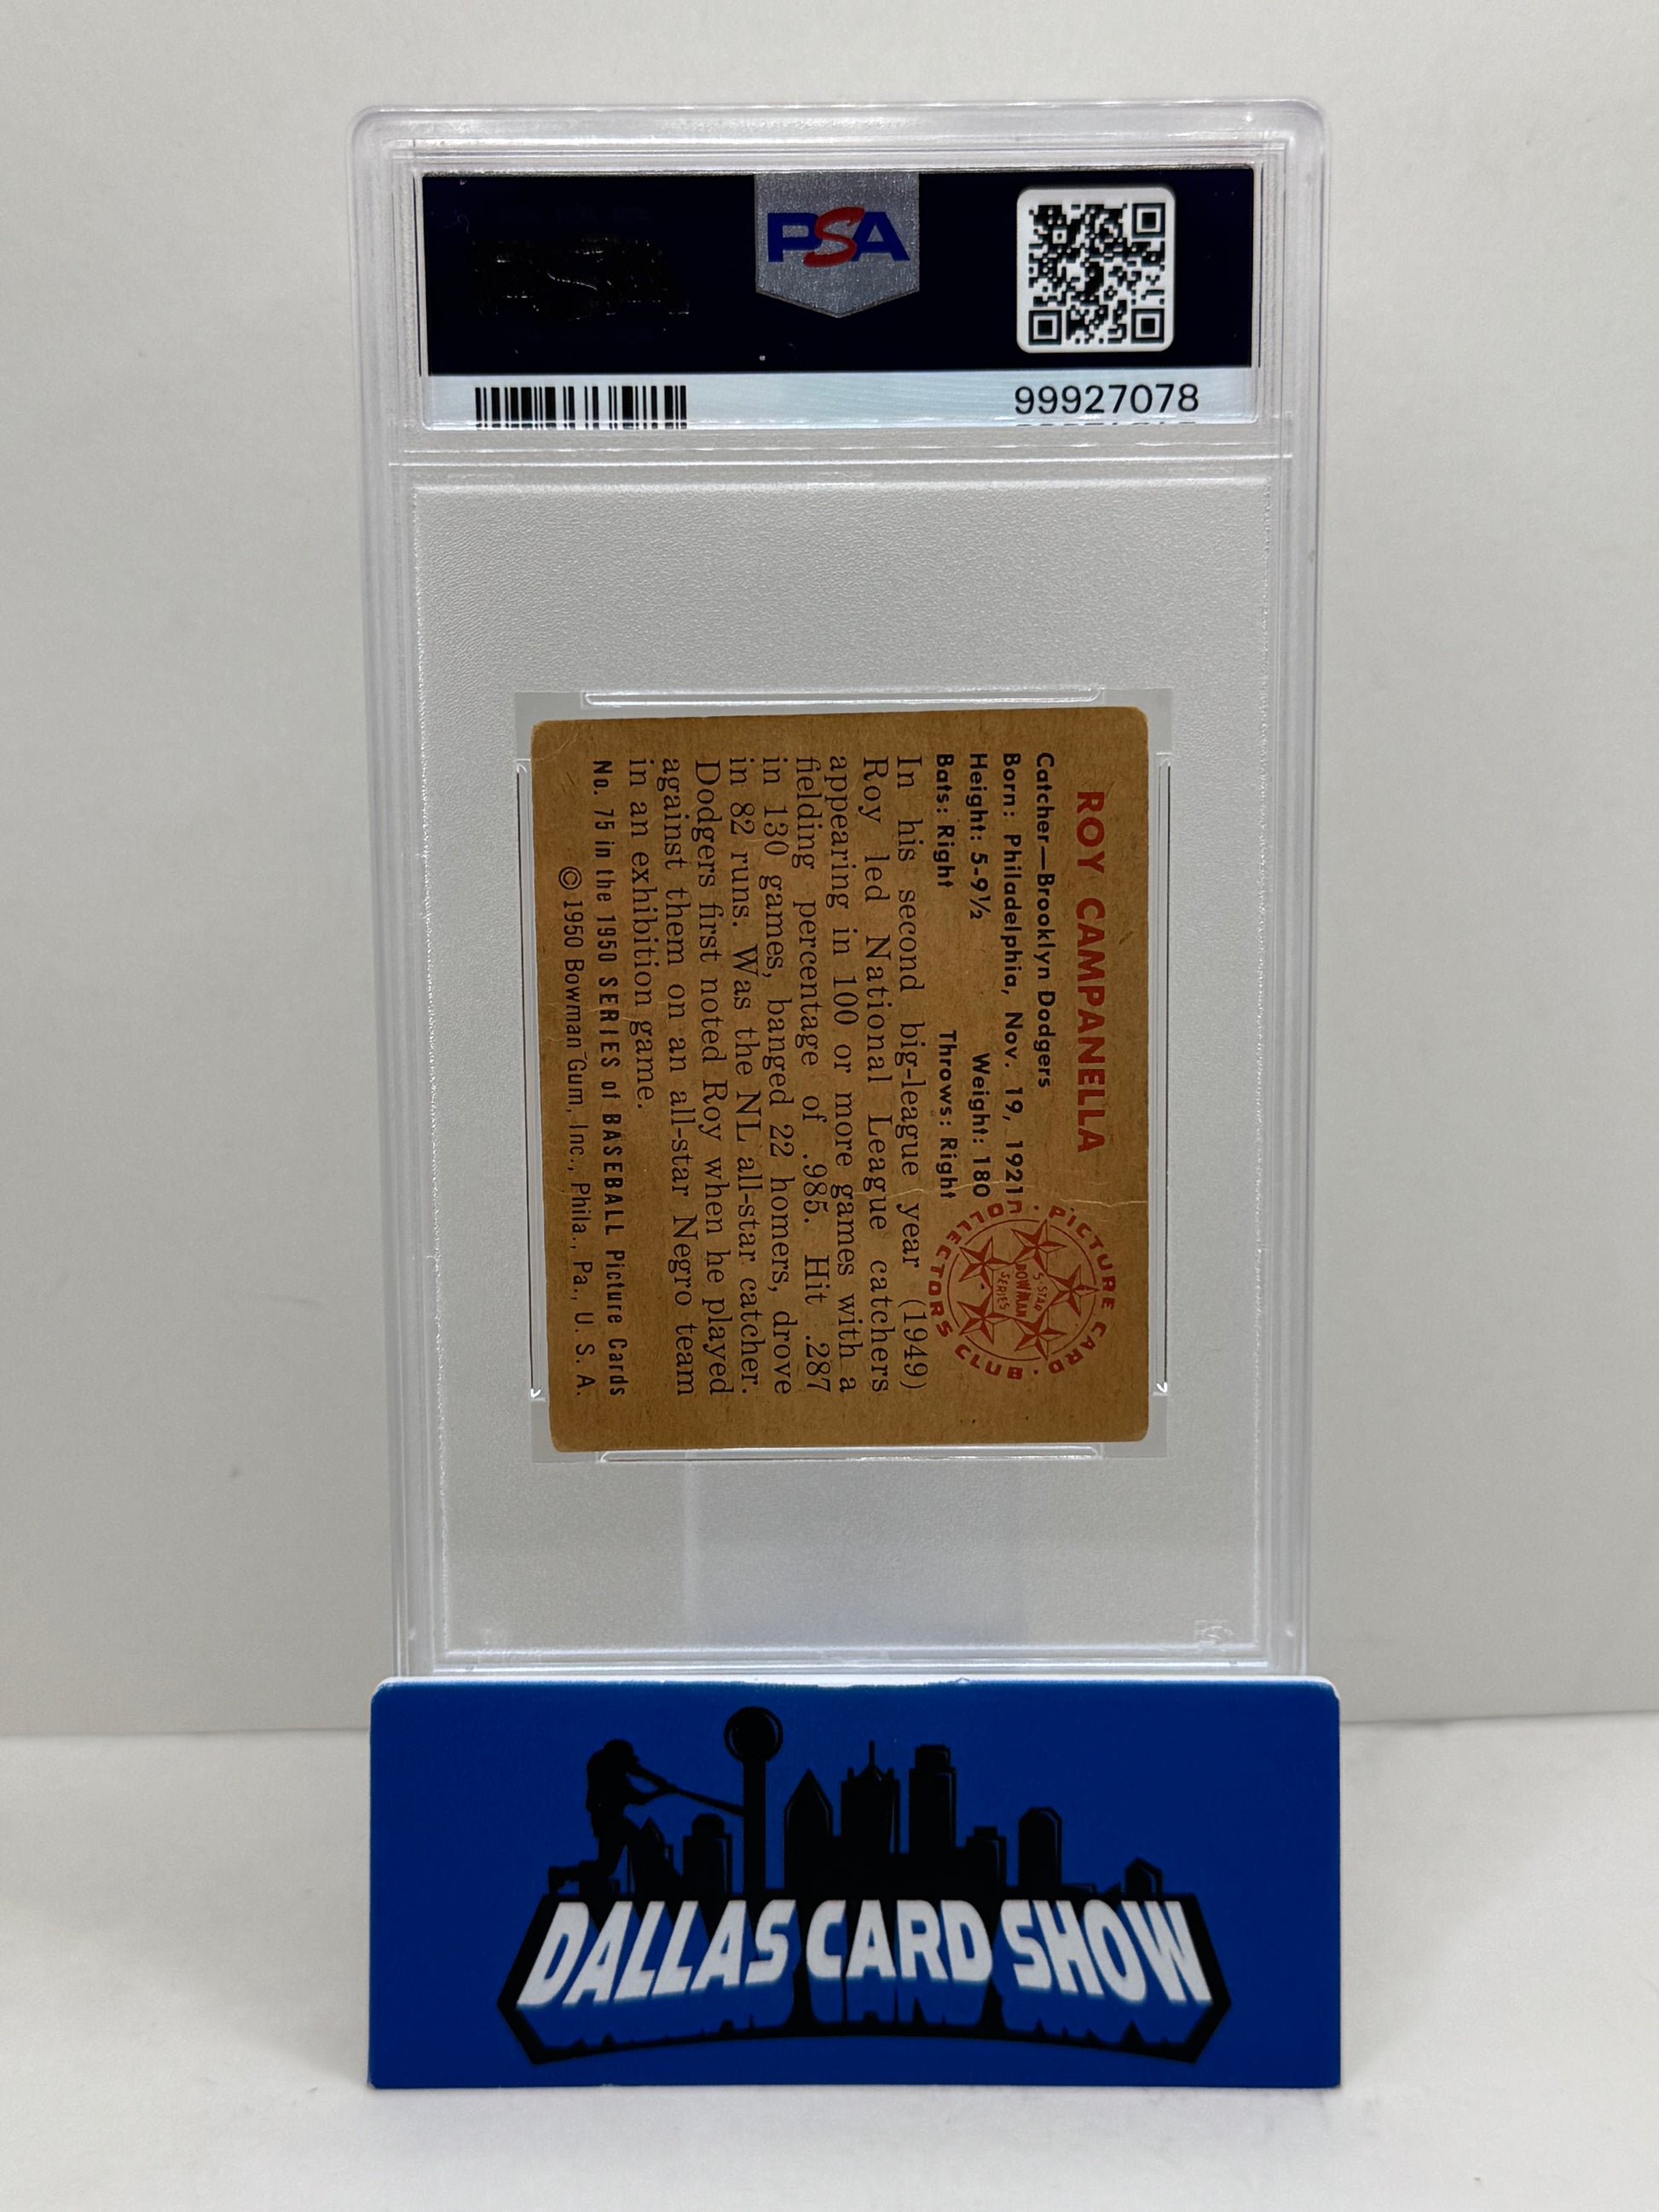 PSA
99927078
ROY CAMPANELLA
Catcher—Brooklyn Dodgers
Born: Philadelphia, Nov. 19, 1921
Height: 5-9½ Weight: 180
Bats: Right Throws: Right
PICTURE CARD • COLLECTORS CLUB •
5-STAR
BOWMAN
SERIES
In his second big-league year (1949)
Roy led National League catchers
appearing in 100 or more games with a
fielding percentage of .985. Hit .287
in 130 games, banged 22 homers, drove
in 82 runs. Was the NL all-star catcher.
Dodgers first noted Roy when he played
against them on an all-star Negro team
in an exhibition game.
No. 75 in the 1950 SERIES of BASEBALL Picture Cards
© 1950 Bowman Gum, Inc., Phila., Pa., U. S. A.
DALLAS CARD SHOW